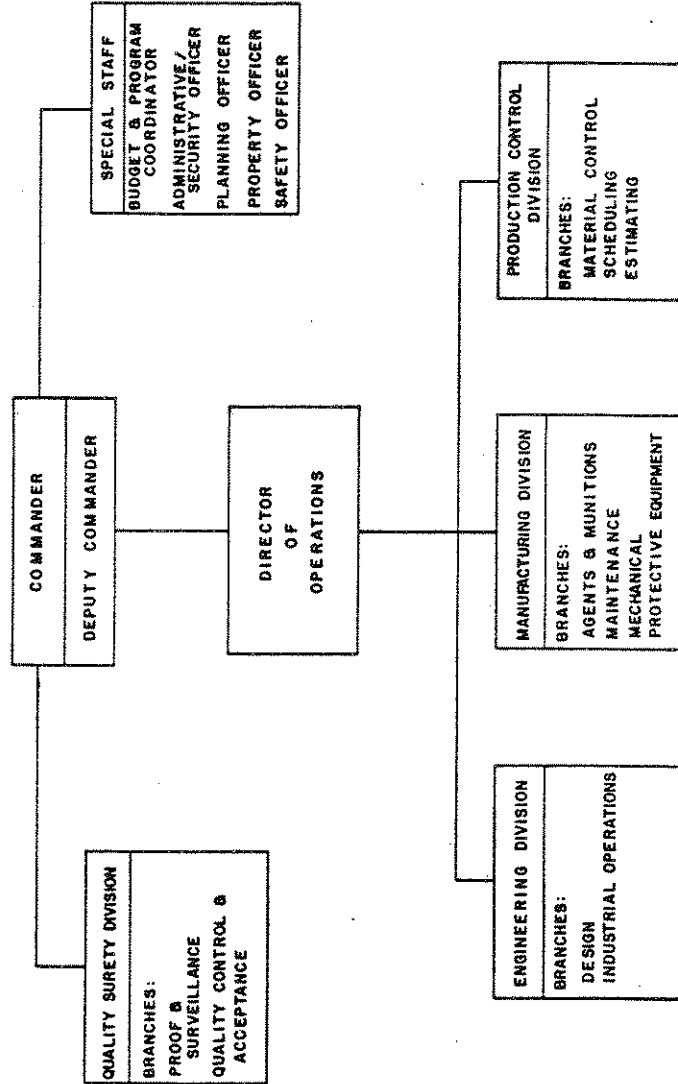 COMMANDER
DEPUTY COMMANDER
QUALITY SURETY DIVISION
BRANCHES:
PROOF &
SURVEILLANCE
QUALITY CONTROL &
ACCEPTANCE
SPECIAL STAFF
BUDGET & PROGRAM
COORDINATOR
ADMINISTRATIVE/
SECURITY OFFICER
PLANNING OFFICER
PROPERTY OFFICER
SAFETY OFFICER
DIRECTOR
OF
OPERATIONS
ENGINEERING DIVISION
BRANCHES:
DESIGN
INDUSTRIAL OPERATIONS
MANUFACTURING DIVISION
BRANCHES:
AGENTS & MUNITIONS
MAINTENANCE
MECHANICAL
PROTECTIVE EQUIPMENT
PRODUCTION CONTROL
DIVISION
BRANCHES:
MATERIAL CONTROL
SCHEDULING
ESTIMATING